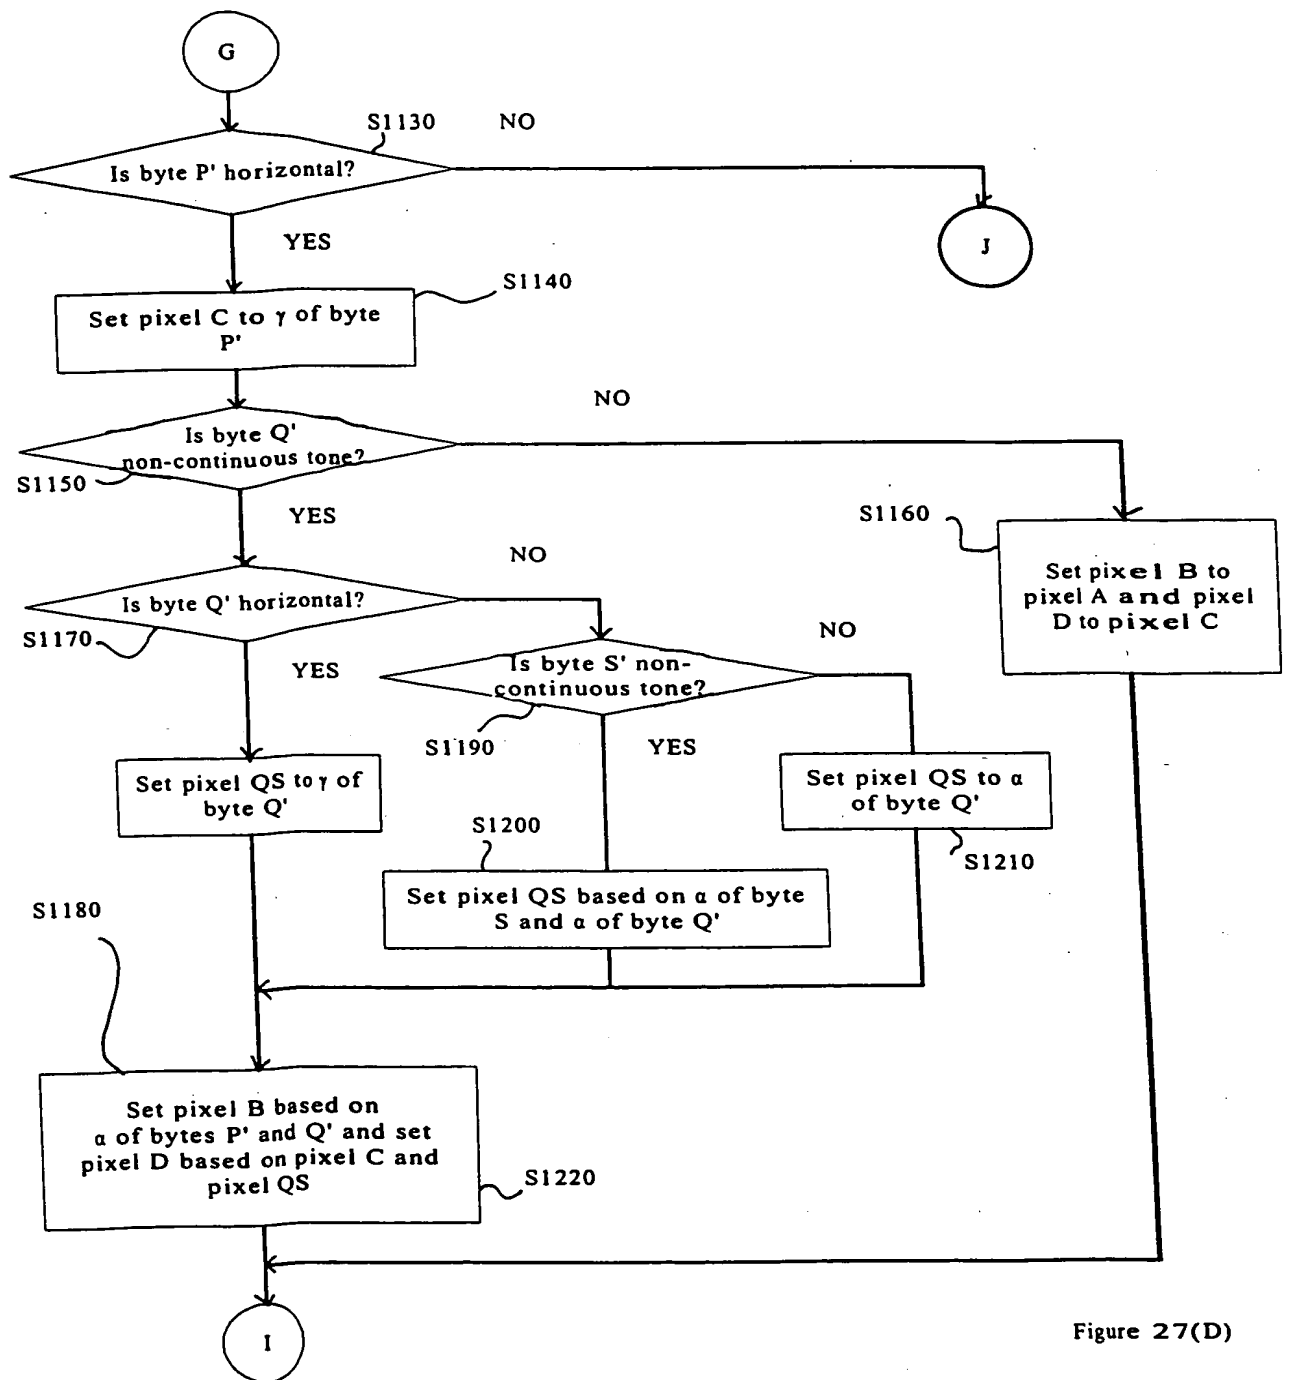 G
S1130
NO
Is byte P' horizontal?
J
YES
S1140
Set pixel C to γ of byte
P'
NO
Is byte Q'
non-continuous tone?
S1150
YES
S1160
Set pixel B to
pixel A and pixel
D to pixel C
NO
Is byte Q' horizontal?
S1170
YES
NO
Is byte S' non-
continuous tone?
S1190
YES
Set pixel QS to γ of
byte Q'
Set pixel QS to α
of byte Q'
S1210
S1200
Set pixel QS based on α of byte
S and α of byte Q'
S1180
Set pixel B based on
α of bytes P' and Q' and set
pixel D based on pixel C and
pixel QS
S1220
I
Figure 27(D)